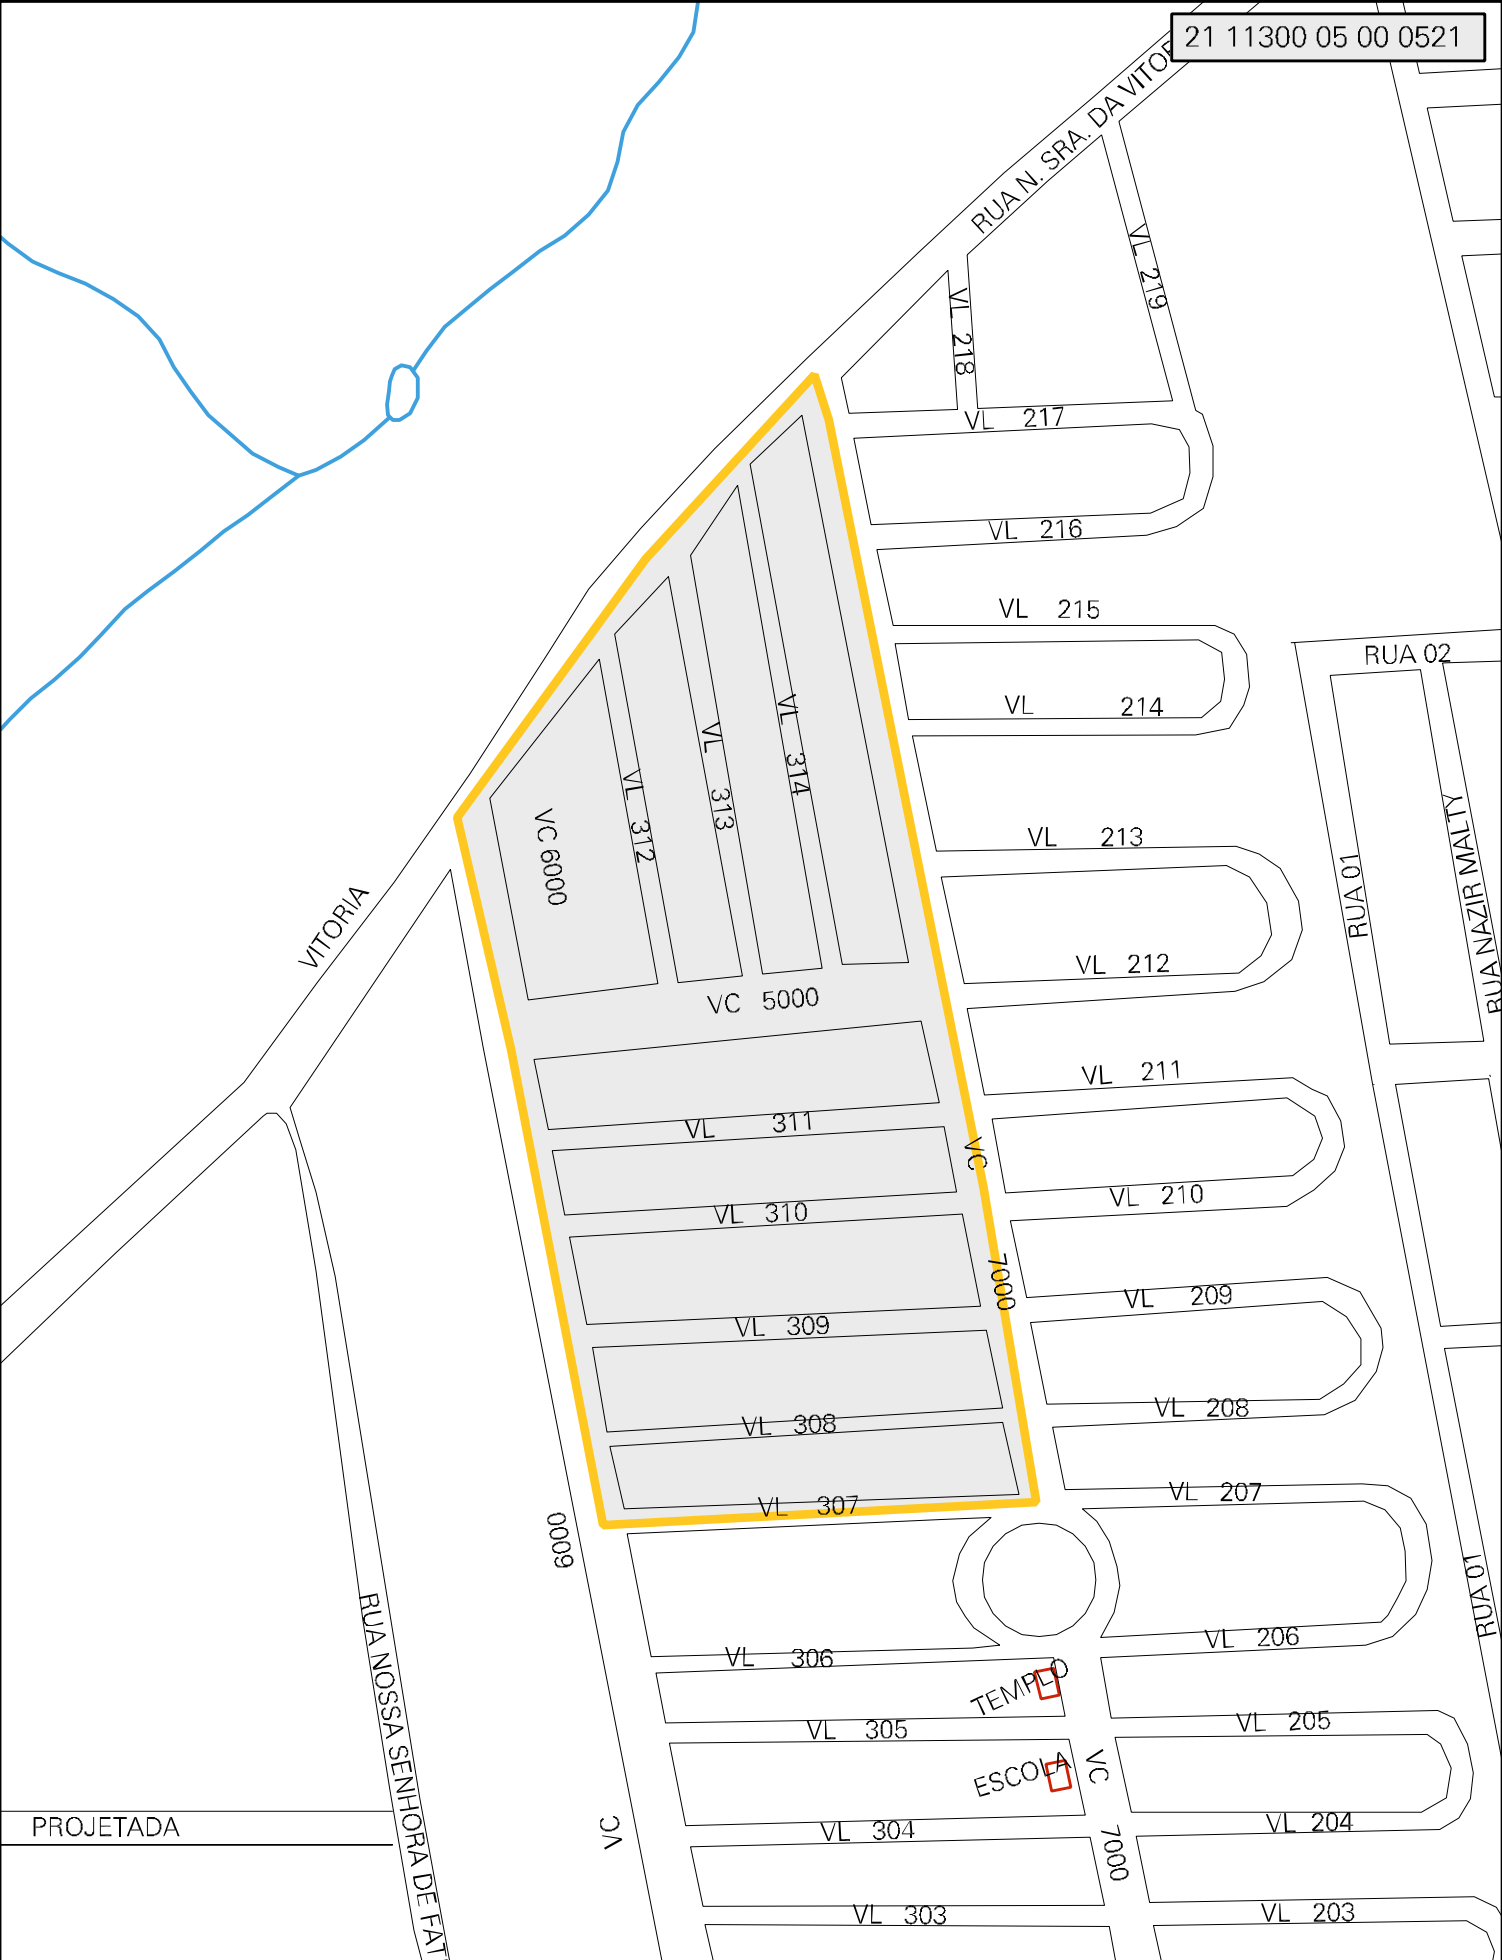 21 11300 05 00 0521
RUA N. SRA. DA VITOR
VL 219
VL 218
VL 217
VL 216
VL 215
RUA 02
VL 214
VL 314
VL 313
VL 312
VC 6000
VL 213
RUA NAZIR MALTY
RUA 01
VITORIA
VL 212
RUA
VC 5000
VL 211
VL 311
VC 7000
VL 210
VL 310
VL 209
VL 309
VL 208
VL 308
VL 207
VL 307
VC 6000
RUA 01
VL 206
VL 306
TEMPLO
RUA NOSSA SENHORA DE FAT
VL 205
VL 305
ESCOLA
VC 7000
VL 204
VL 304
PROJETADA
VL 203
VL 303